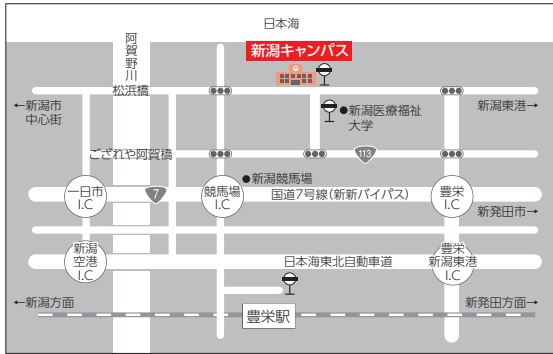 日本海
阿賀野川
新潟キャンパス
松浜橋
←新潟市
中心街
●新潟医療福祉
大学
新潟東港→
ござれや阿賀橋
113
●新潟競馬場
一日市
I.C
7
競馬場
I.C
国道7号線(新新バイパス)
豊栄
I.C
新発田市→
新潟
空港
I.C
日本海東北自動車道
豊栄
新潟東港
I.C
←新潟方面
豊栄駅
新発田方面→